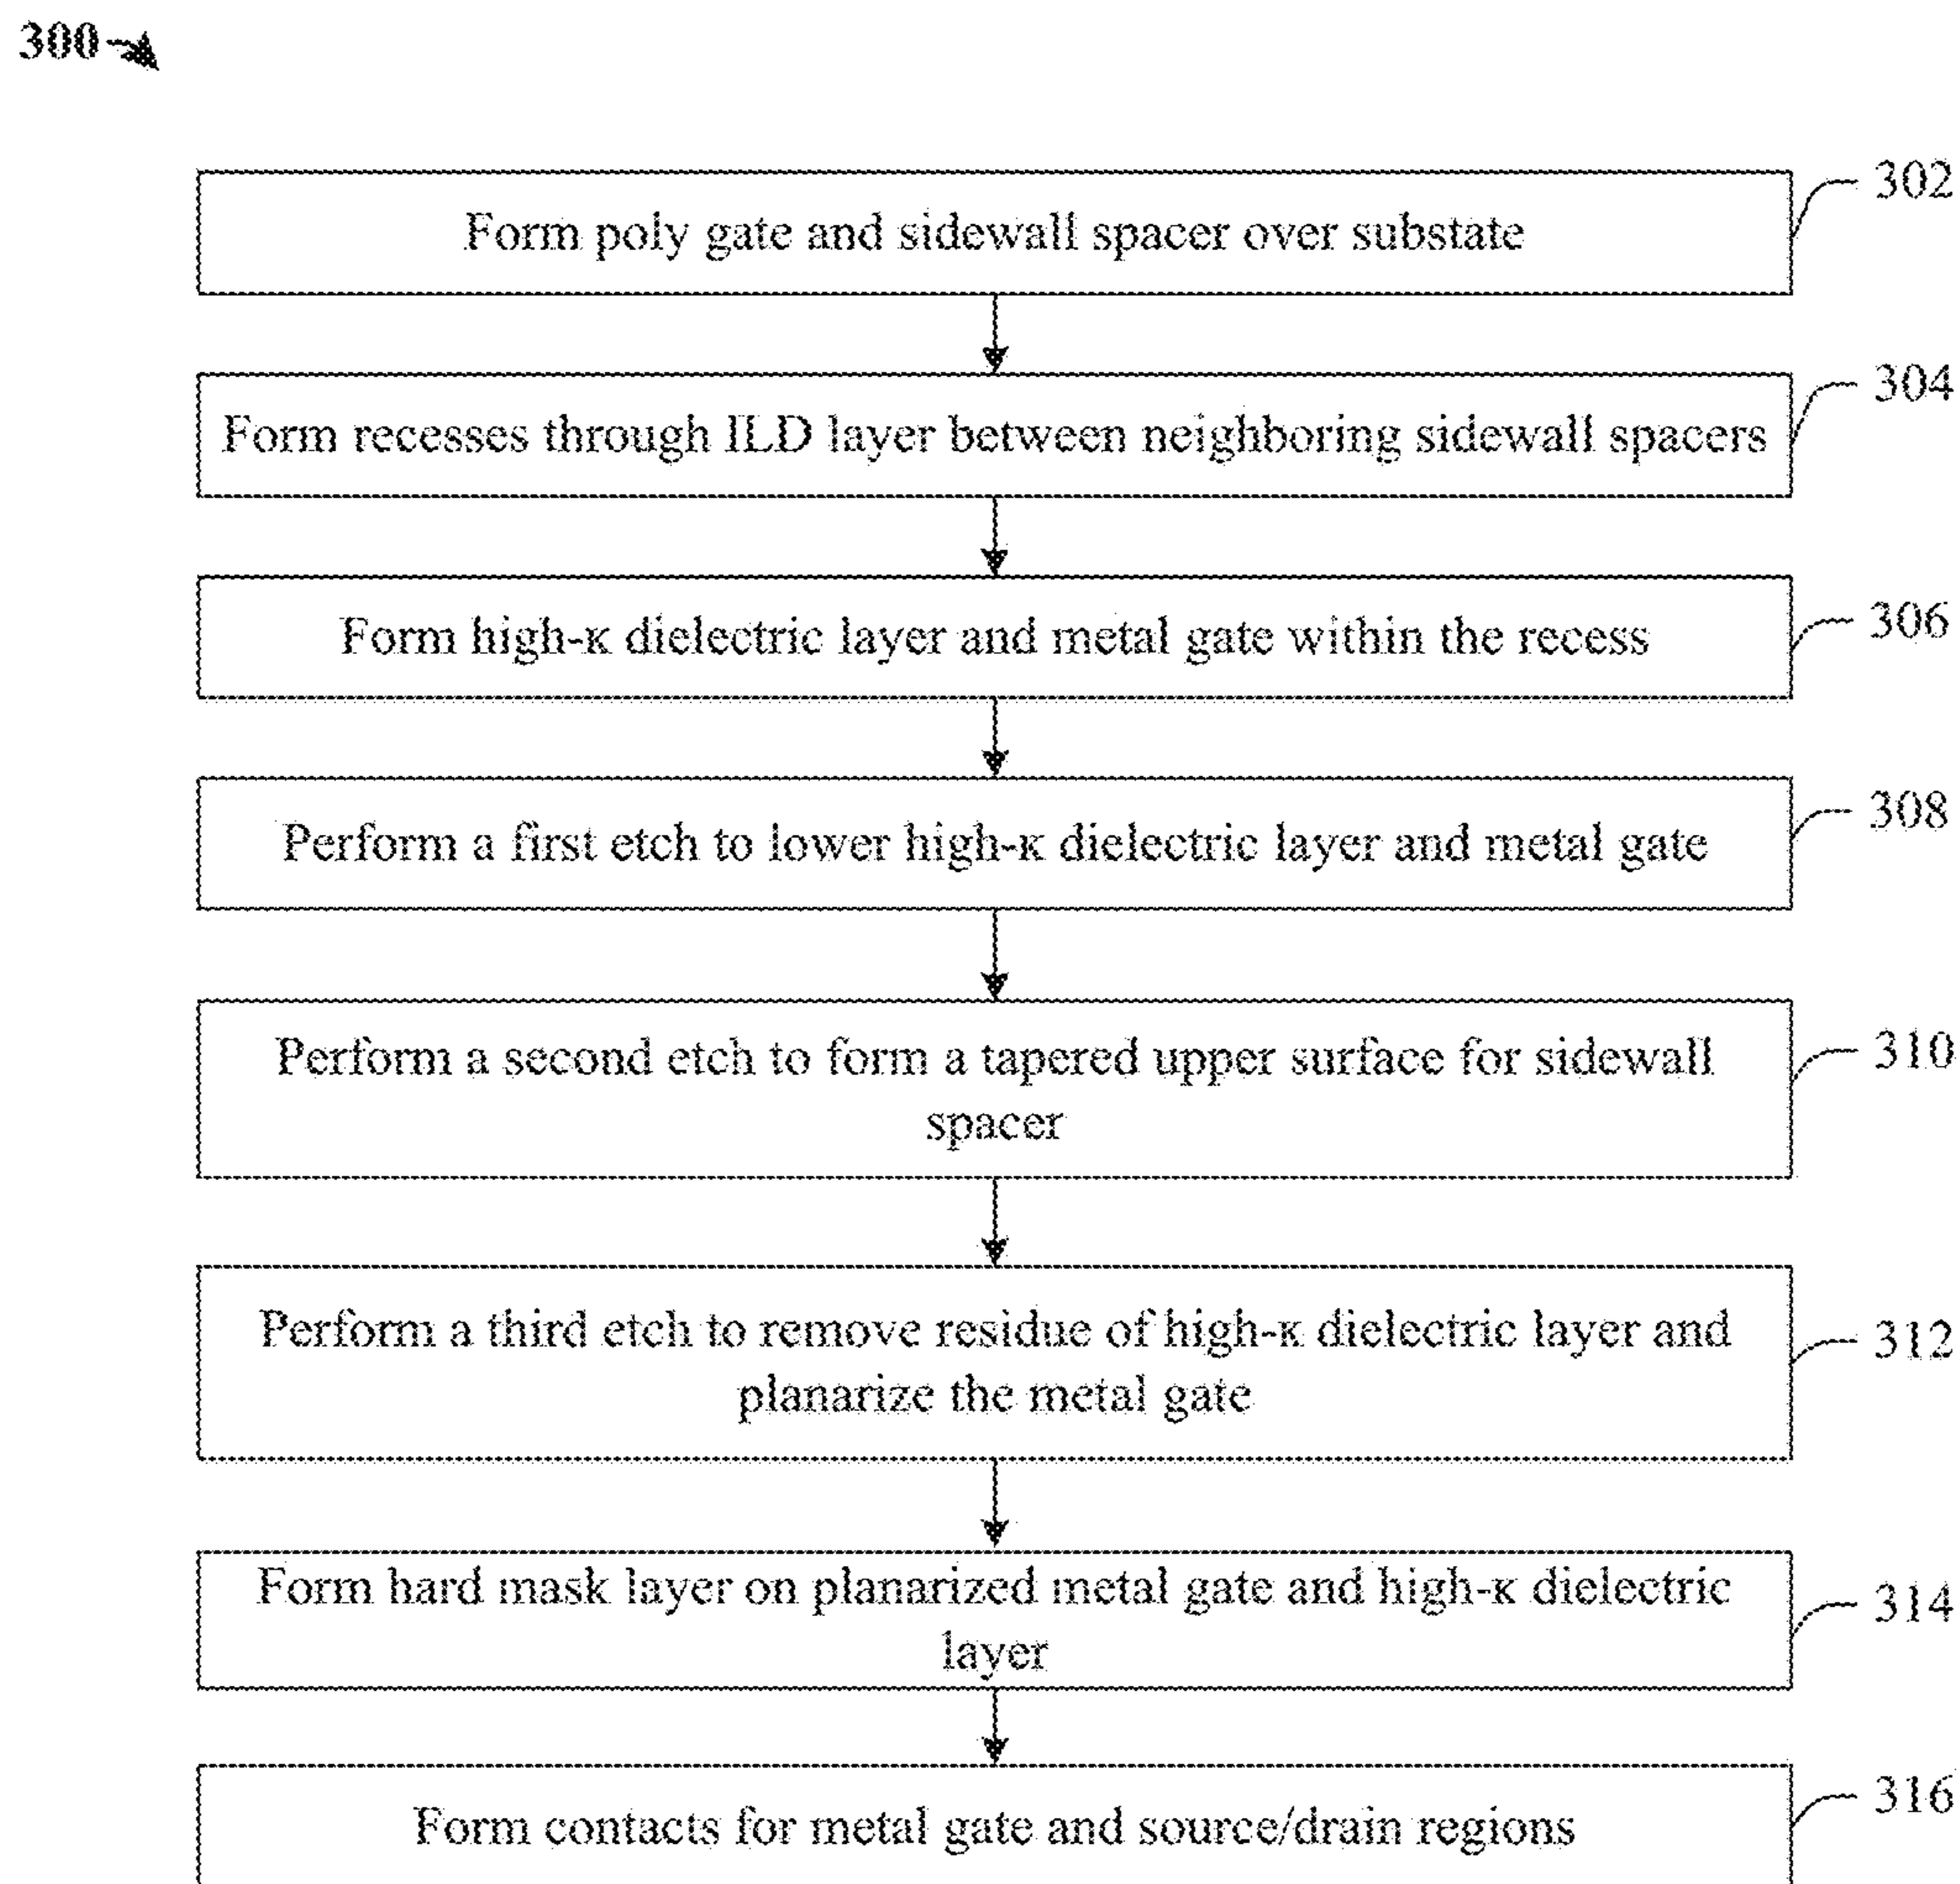 300
Form poly gate and sidewall spacer over substate
302
Form recesses through ILD layer between neighboring sidewall spacers
304
Form high-κ dielectric layer and metal gate within the recess
306
Perform a first etch to lower high-κ dielectric layer and metal gate
308
Perform a second etch to form a tapered upper surface for sidewall
spacer
310
Perform a third etch to remove residue of high-κ dielectric layer and
planarize the metal gate
312
Form hard mask layer on planarized metal gate and high-κ dielectric
layer
314
Form contacts for metal gate and source/drain regions
316